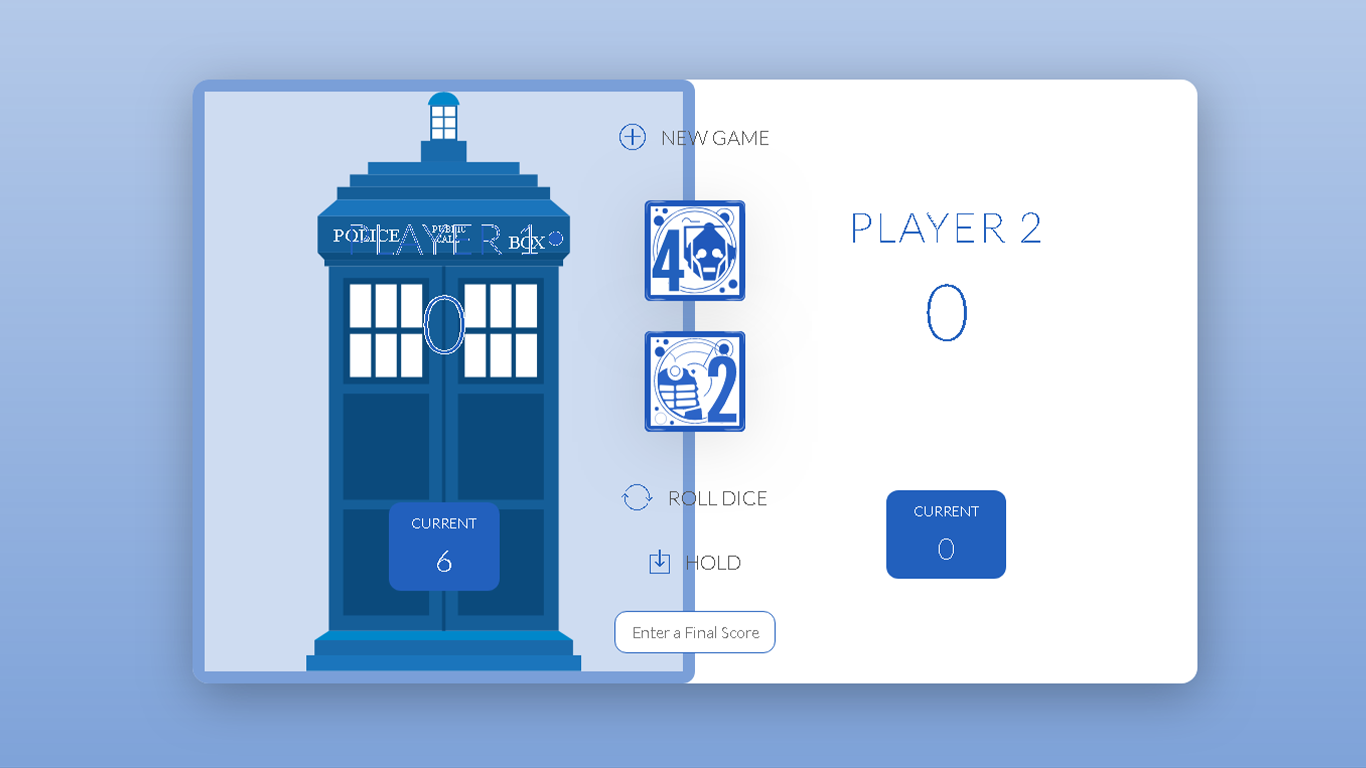 NEW GAME
POLICE
PUBLIC
CALL
BOX
PLAYER 1
0
CURRENT
6
4
2
ROLL DICE
HOLD
Enter a Final Score
PLAYER 2
0
CURRENT
0